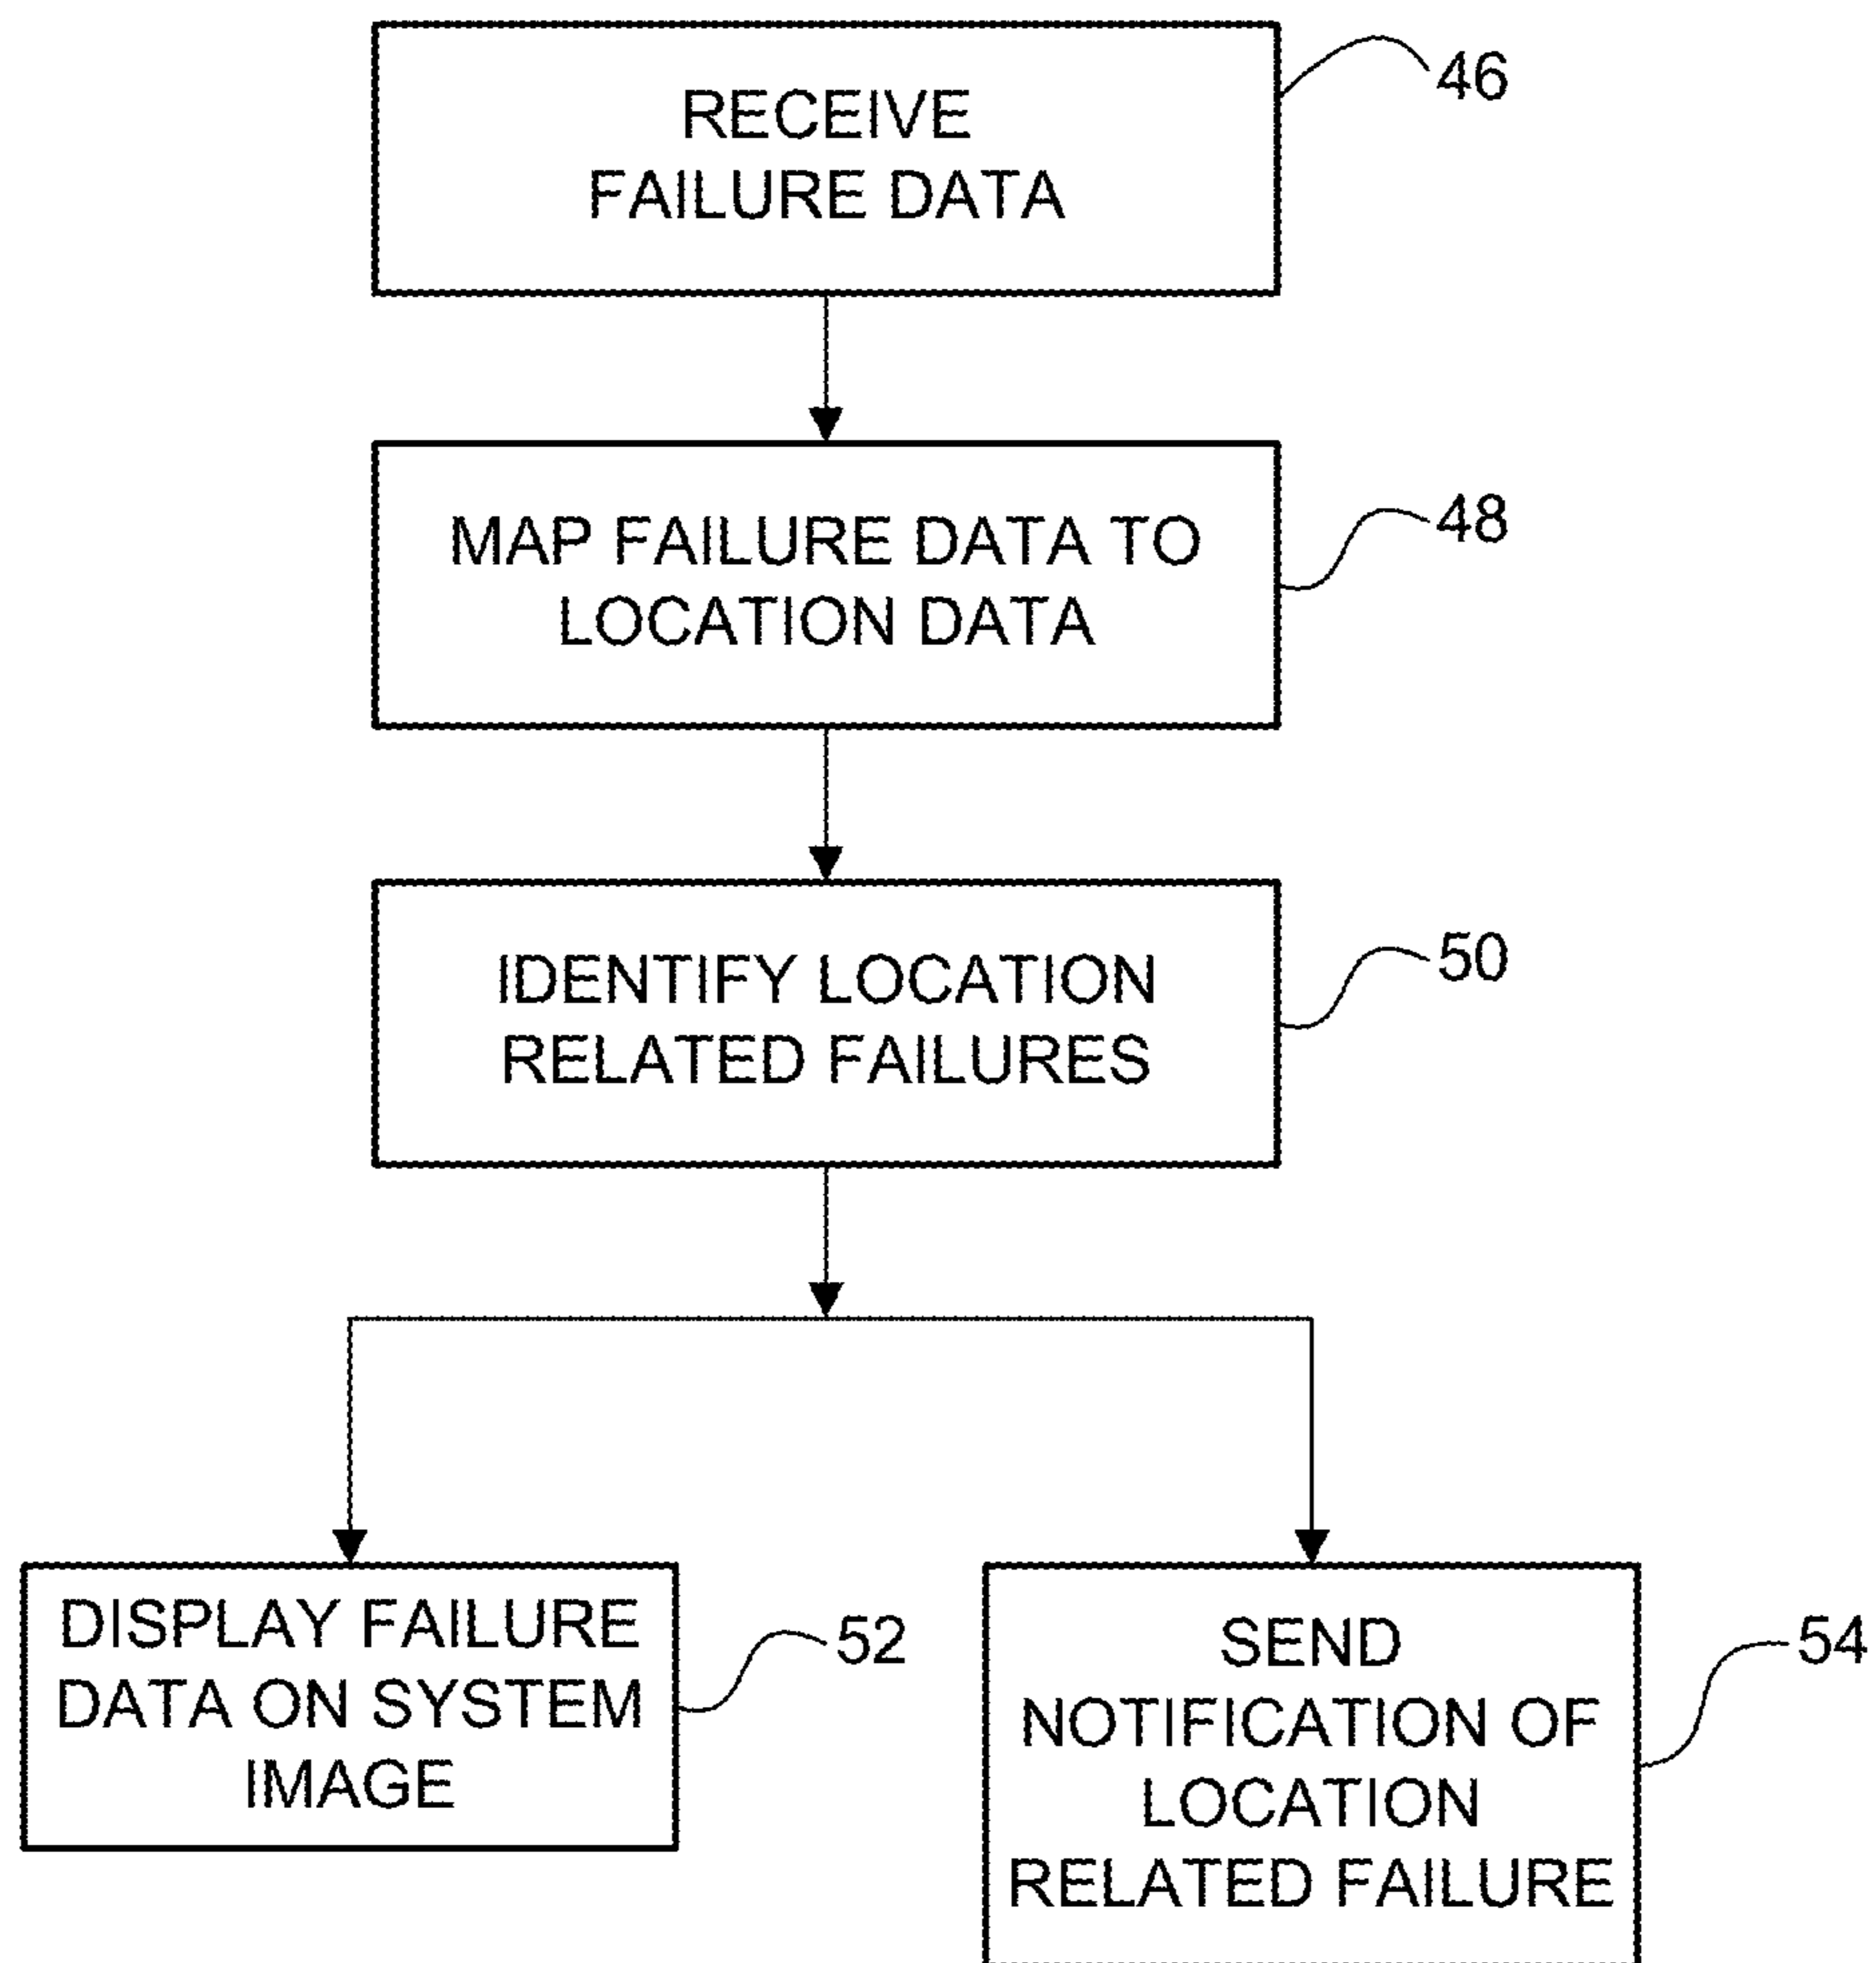 RECEIVE
FAILURE DATA
46
MAP FAILURE DATA TO
LOCATION DATA
48
IDENTIFY LOCATION
RELATED FAILURES
50
DISPLAY FAILURE
DATA ON SYSTEM
IMAGE
52
SEND
NOTIFICATION OF
LOCATION
RELATED FAILURE
54